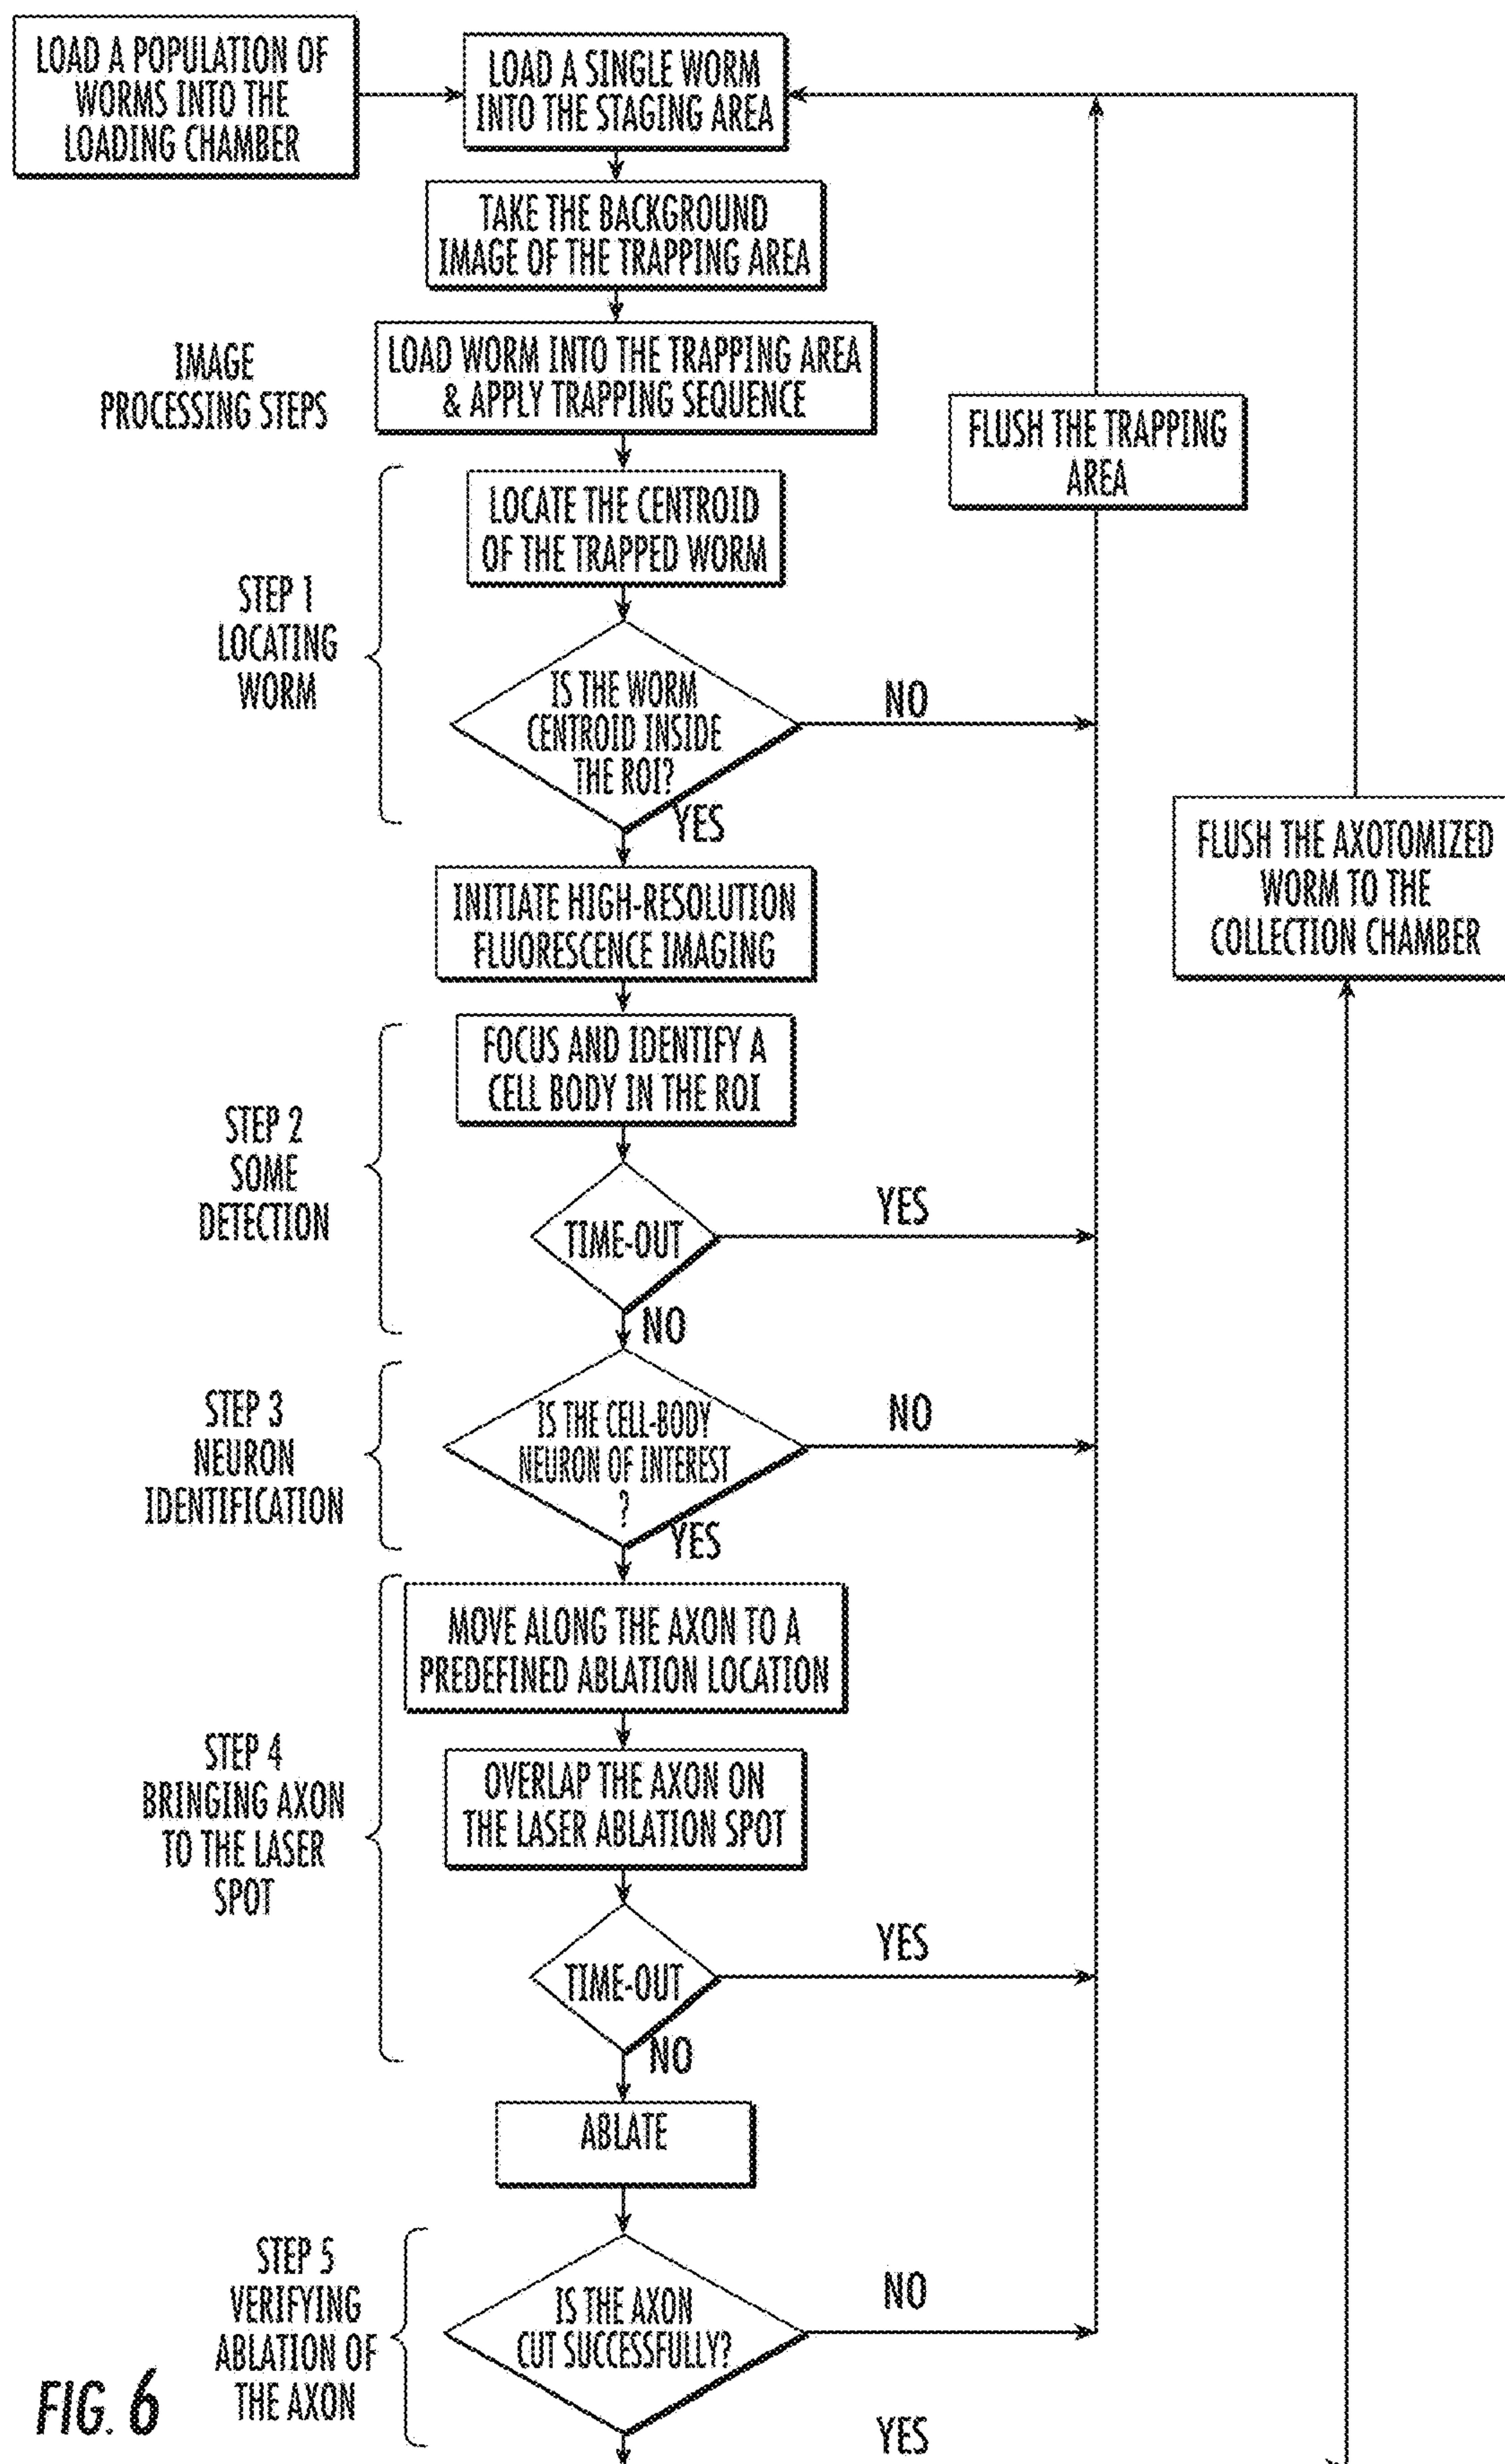 LOAD A POPULATION OF
WORMS INTO THE
LOADING CHAMBER
LOAD A SINGLE WORM
INTO THE STAGING AREA
TAKE THE BACKGROUND
IMAGE OF THE TRAPPING AREA
IMAGE
PROCESSING STEPS
LOAD WORM INTO THE TRAPPING AREA
& APPLY TRAPPING SEQUENCE
FLUSH THE TRAPPING
AREA
STEP 1
LOCATING
WORM
LOCATE THE CENTROID
OF THE TRAPPED WORM
IS THE WORM
CENTROID INSIDE
THE ROI?
NO
YES
FLUSH THE AXOTOMIZED
WORM TO THE
COLLECTION CHAMBER
INITIATE HIGH-RESOLUTION
FLUORESCENCE IMAGING
STEP 2
SOME
DETECTION
FOCUS AND IDENTIFY A
CELL BODY IN THE ROI
TIME-OUT
YES
NO
STEP 3
NEURON
IDENTIFICATION
IS THE CELL-BODY
NEURON OF INTEREST
?
NO
YES
STEP 4
BRINGING AXON
TO THE LASER
SPOT
MOVE ALONG THE AXON TO A
PREDEFINED ABLATION LOCATION
OVERLAP THE AXON ON
THE LASER ABLATION SPOT
TIME-OUT
YES
NO
ABLATE
STEP 5
VERIFYING
ABLATION OF
THE AXON
IS THE AXON
CUT SUCCESSFULLY?
NO
YES
FIG. 6